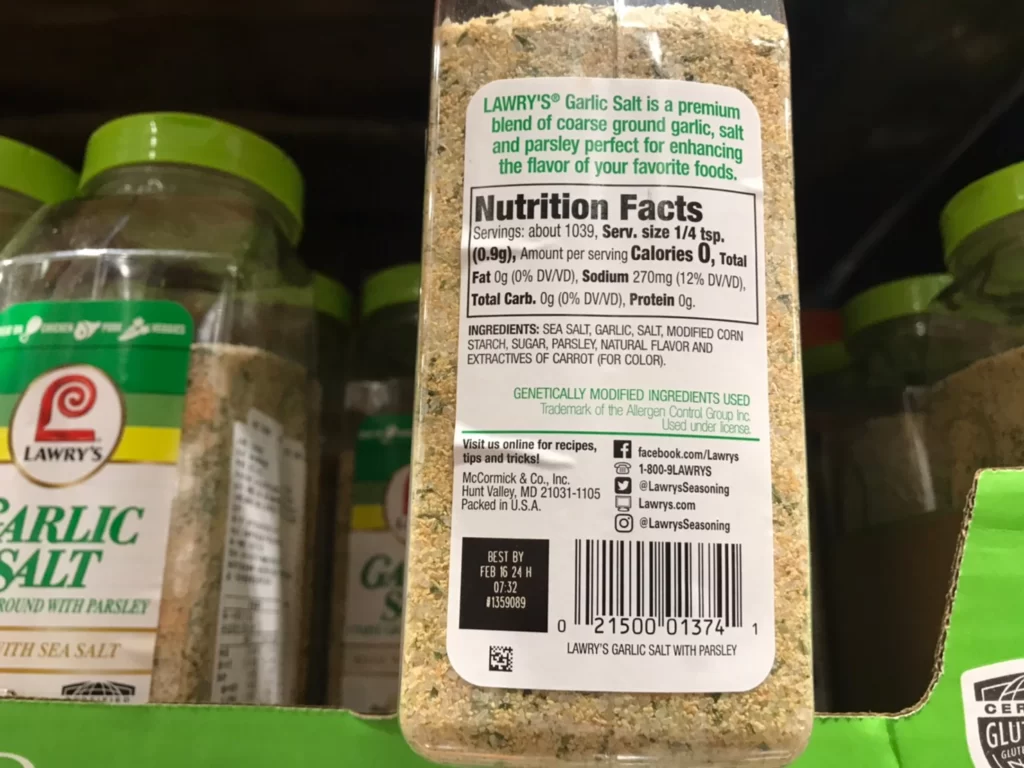 LAWRY'S® Garlic Salt is a premium
blend of coarse ground garlic, salt
and parsley perfect for enhancing
the flavor of your favorite foods.
Nutrition Facts
Servings: about 1039, Serv. size 1/4 tsp.
(0.9g), Amount per serving Calories 0, Total
Fat 0g (0% DV/VD), Sodium 270mg (12% DV/VD),
Total Carb. 0g (0% DV/VD), Protein 0g.
INGREDIENTS: SEA SALT, GARLIC, SALT, MODIFIED CORN
STARCH, SUGAR, PARSLEY, NATURAL FLAVOR AND
EXTRACTIVES OF CARROT (FOR COLOR).
GENETICALLY MODIFIED INGREDIENTS USED
Trademark of the Allergen Control Group Inc.
Used under license.
Visit us online for recipes,
tips and tricks!
McCormick & Co., Inc.
Hunt Valley, MD 21031-1105
Packed in U.S.A.
facebook.com/Lawrys
1-800-9LAWRYS
@LawrysSeasoning
Lawrys.com
@LawrysSeasoning
BEST BY
FEB 16 24 H
07:32
#1359089
0 21500 01374 1
LAWRY'S GARLIC SALT WITH PARSLEY
CHICKEN PORK VEGGIES
L
LAWRY'S
GARLIC
SALT
ROUND WITH PARSLEY
WITH SEA SALT
GA
S
CER
GLU